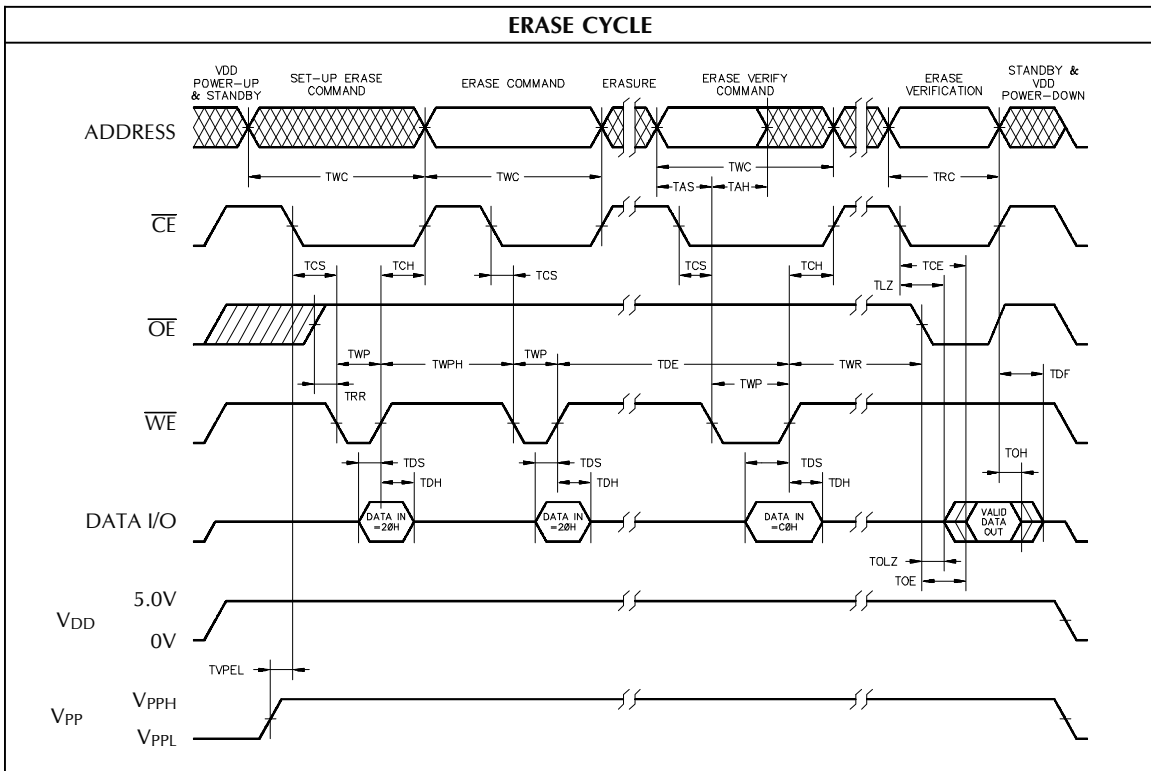 ERASE CYCLE
VDD
POWER-UP
& STANDBY
SET-UP ERASE
COMMAND
ERASE COMMAND
ERASURE
ERASE VERIFY
COMMAND
ERASE
VERIFICATION
STANDBY &
VDD
POWER-DOWN
ADDRESS
TWC
TWC
TWC
TRC
TAS
TAH
CE
TCS
TCH
TCS
TCS
TCH
TCE
TLZ
OE
TWP
TWPH
TWP
TDE
TWR
TDF
TRR
TWP
WE
TDS
TDH
TDS
TDH
TDS
TDH
TOH
DATA I/O
DATA IN
=20H
DATA IN
=20H
DATA IN
=C0H
VALID
DATA
OUT
TOLZ
TOE
5.0V
VDD
0V
TVPEL
VPPH
VPP
VPPL